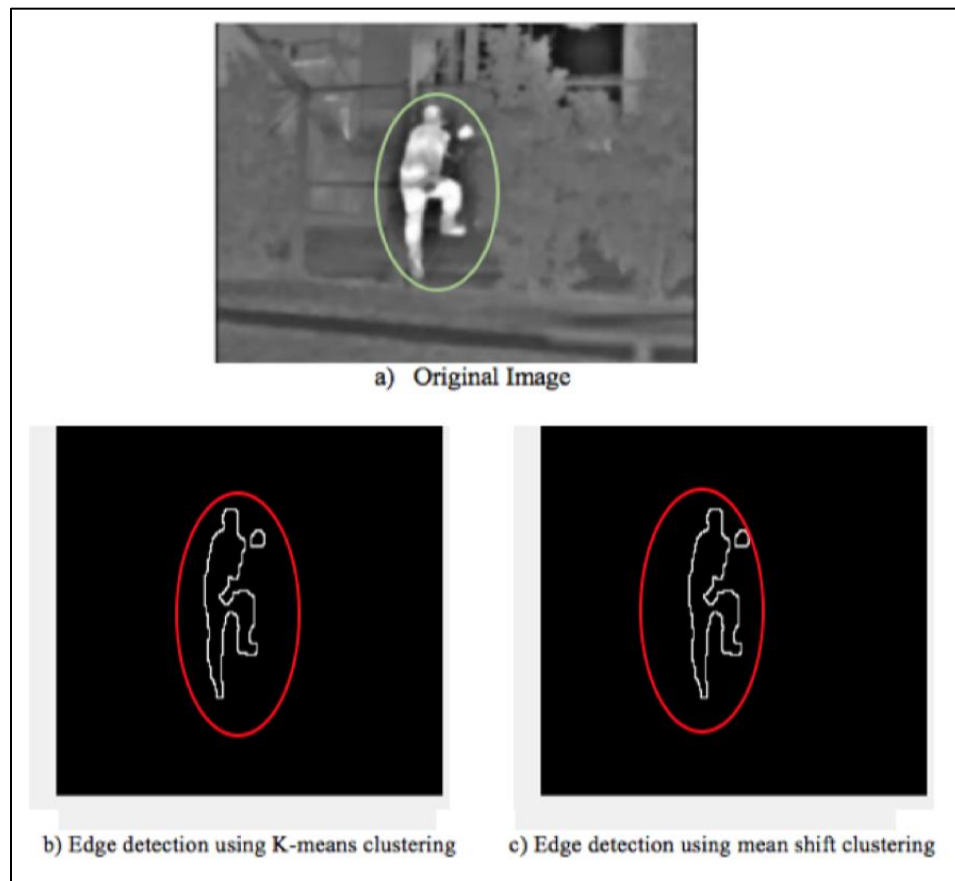 a) Original Image
b) Edge detection using K-means clustering
c) Edge detection using mean shift clustering